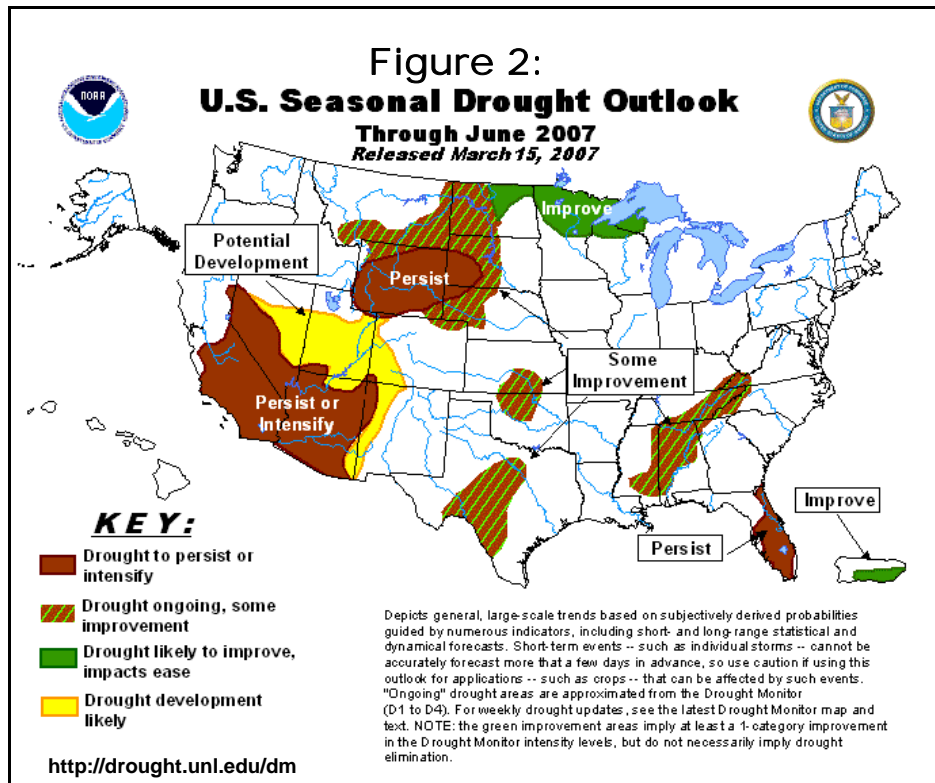 Figure 2:
NOAA
U.S. Seasonal Drought Outlook
Through June 2007
Released March 15, 2007
Improve
Potential
Development
Persist
Some
Improvement
Persist or
Intensify
Improve
Persist
KEY:
Drought to persist or
intensify
Drought ongoing, some
improvement
Drought likely to improve,
impacts ease
Drought development
likely
http://drought.unl.edu/dm
Depicts general, large-scale trends based on subjectively derived probabilities
guided by numerous indicators, including short- and long-range statistical and
dynamical forecasts. Short-term events -- such as individual storms -- cannot be
accurately forecast more that a few days in advance, so use caution if using this
outlook for applications -- such as crops -- that can be affected by such events.
"Ongoing" drought areas are approximated from the Drought Monitor
(D1 to D4). For weekly drought updates, see the latest Drought Monitor map and
text. NOTE: the green improvement areas imply at least a 1-category improvement
in the Drought Monitor intensity levels, but do not necessarily imply drought
elimination.